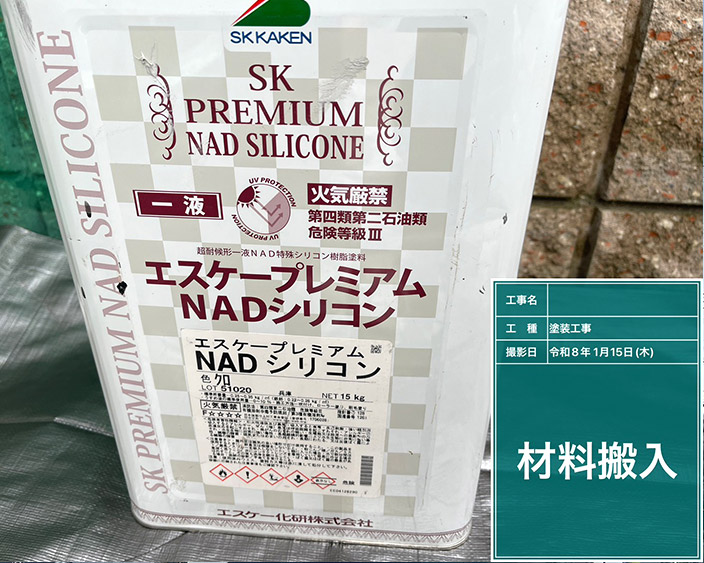 SK KAKEN
SK
PREMIUM
NAD SILICONE
SK PREMIUM NAD SILICONE
一液
UV PROTECTION
UV PROTECTION
火気厳禁
第四類第二石油類
危険等級Ⅲ
超耐候形一液NAD特殊シリコン樹脂塗料
エスケープレミアム
NADシリコン
エスケープレミアム
NAD シリコン
色 クロ
LOT 51020
兵庫
NET 15 kg
火気厳禁
F☆☆☆☆
危険
エスケー化研株式会社
工事名
工 種 塗装工事
撮影日 令和8年1月15日(木)
材料搬入